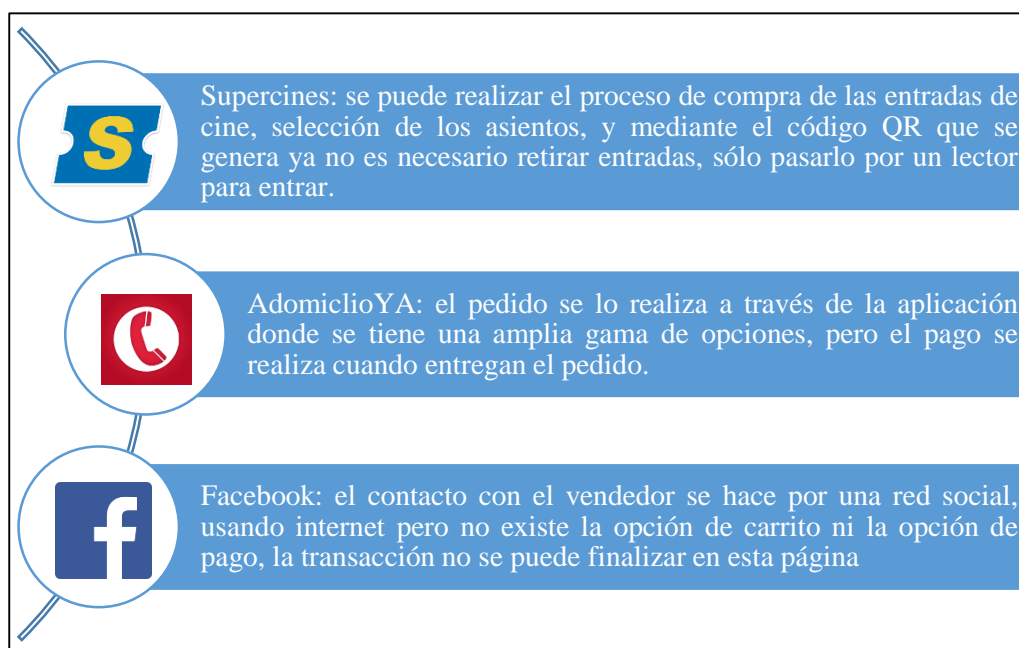 Supercines: se puede realizar el proceso de compra de las entradas de
cine, selección de los asientos, y mediante el código QR que se
genera ya no es necesario retirar entradas, sólo pasarlo por un lector
para entrar.
S
AdomiclioYA: el pedido se lo realiza a través de la aplicación
donde se tiene una amplia gama de opciones, pero el pago se
realiza cuando entregan el pedido.
Facebook: el contacto con el vendedor se hace por una red social,
usando internet pero no existe la opción de carrito ni la opción de
pago, la transacción no se puede finalizar en esta página
f